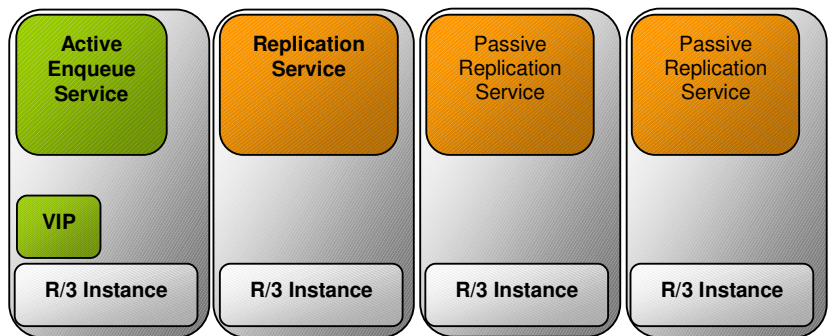 Active
Enqueue
Service
Replication
Service
Passive
Replication
Service
Passive
Replication
Service
VIP
R/3 Instance
R/3 Instance
R/3 Instance
R/3 Instance